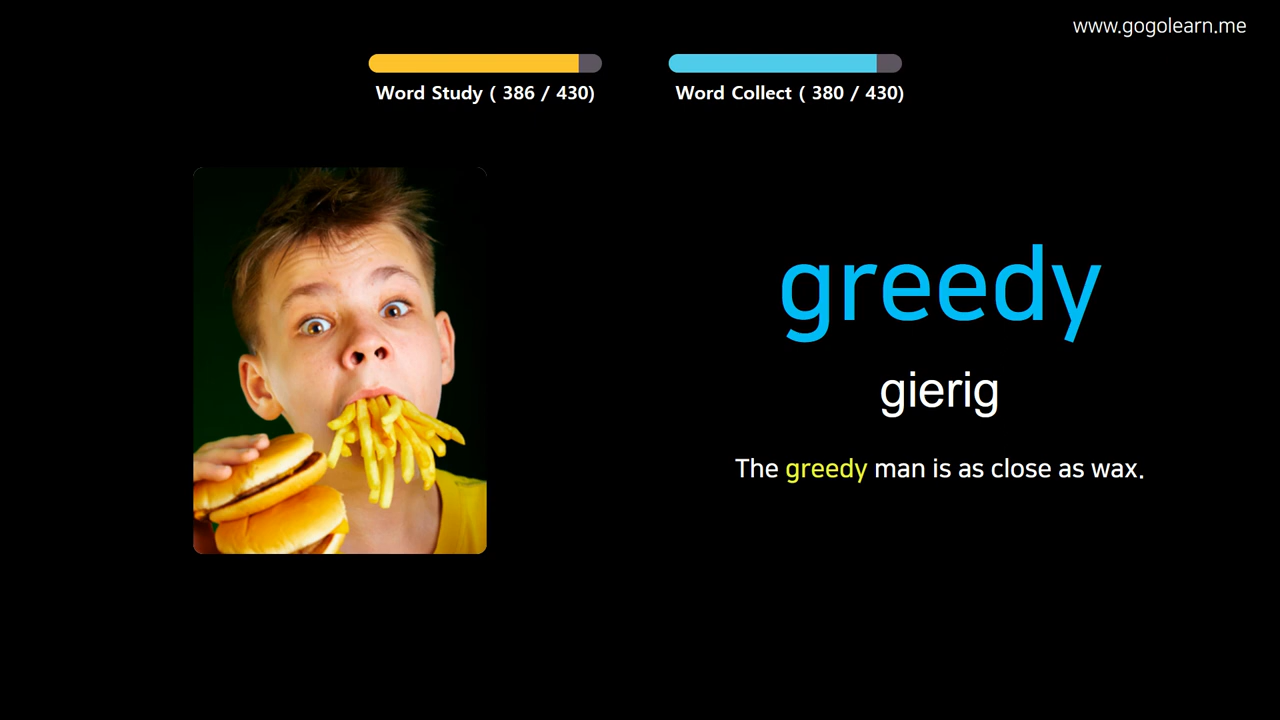 www.gogolearn.me
Word Study ( 386 / 430)
Word Collect ( 380 / 430)
greedy
gierig
The greedy man is as close as wax.